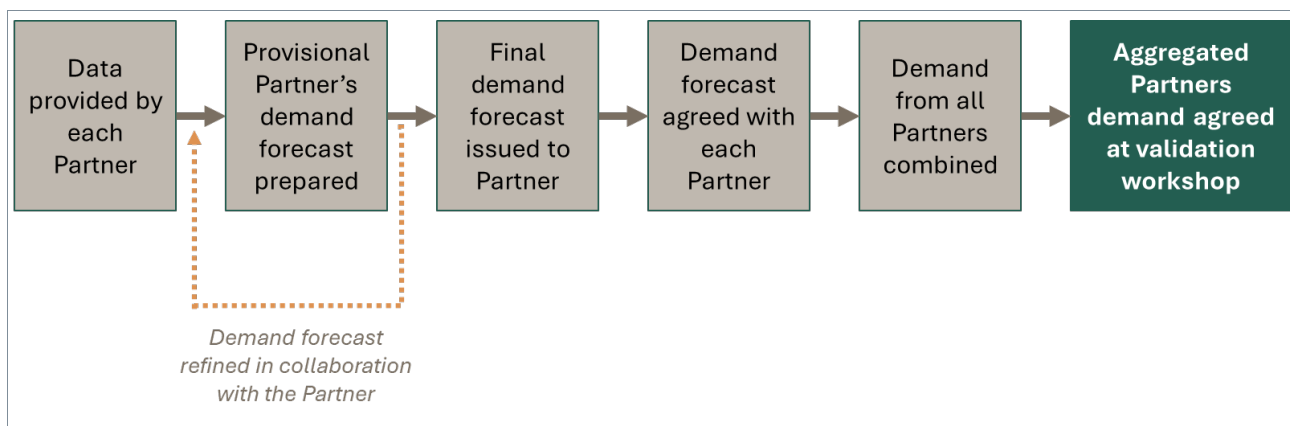 Data
provided by
each
Partner
Provisional
Partner's
demand
forecast
prepared
Final
demand
forecast
issued to
Partner
Demand
forecast
agreed with
each
Partner
Demand
from all
Partners
combined
Aggregated
Partners
demand agreed
at validation
workshop
Demand forecast
refined in collaboration
with the Partner